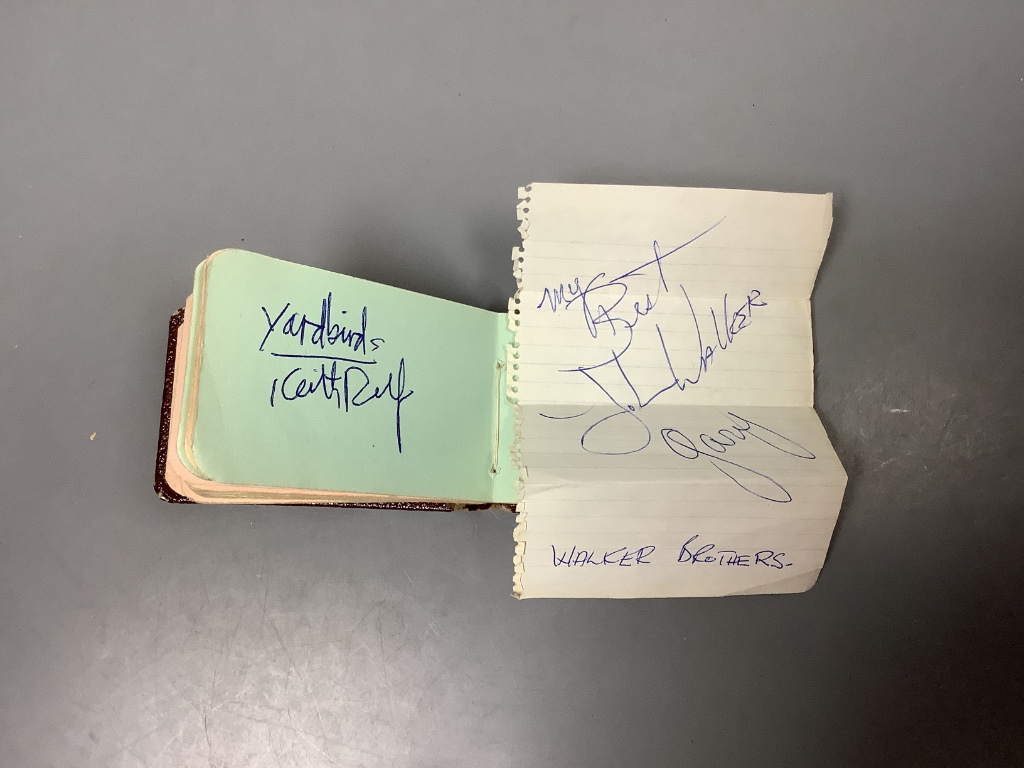 Yardbirds
Keith Relf
My
Best
J. Walker
Gary
WALKER BROTHERS.